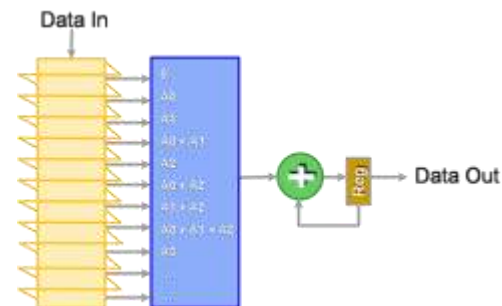 Data In
0
A0
A1
A0 + A1
A2
A0 + A2
A1 + A2
A0 + A1 + A2
A3
...
...
Reg
Data Out